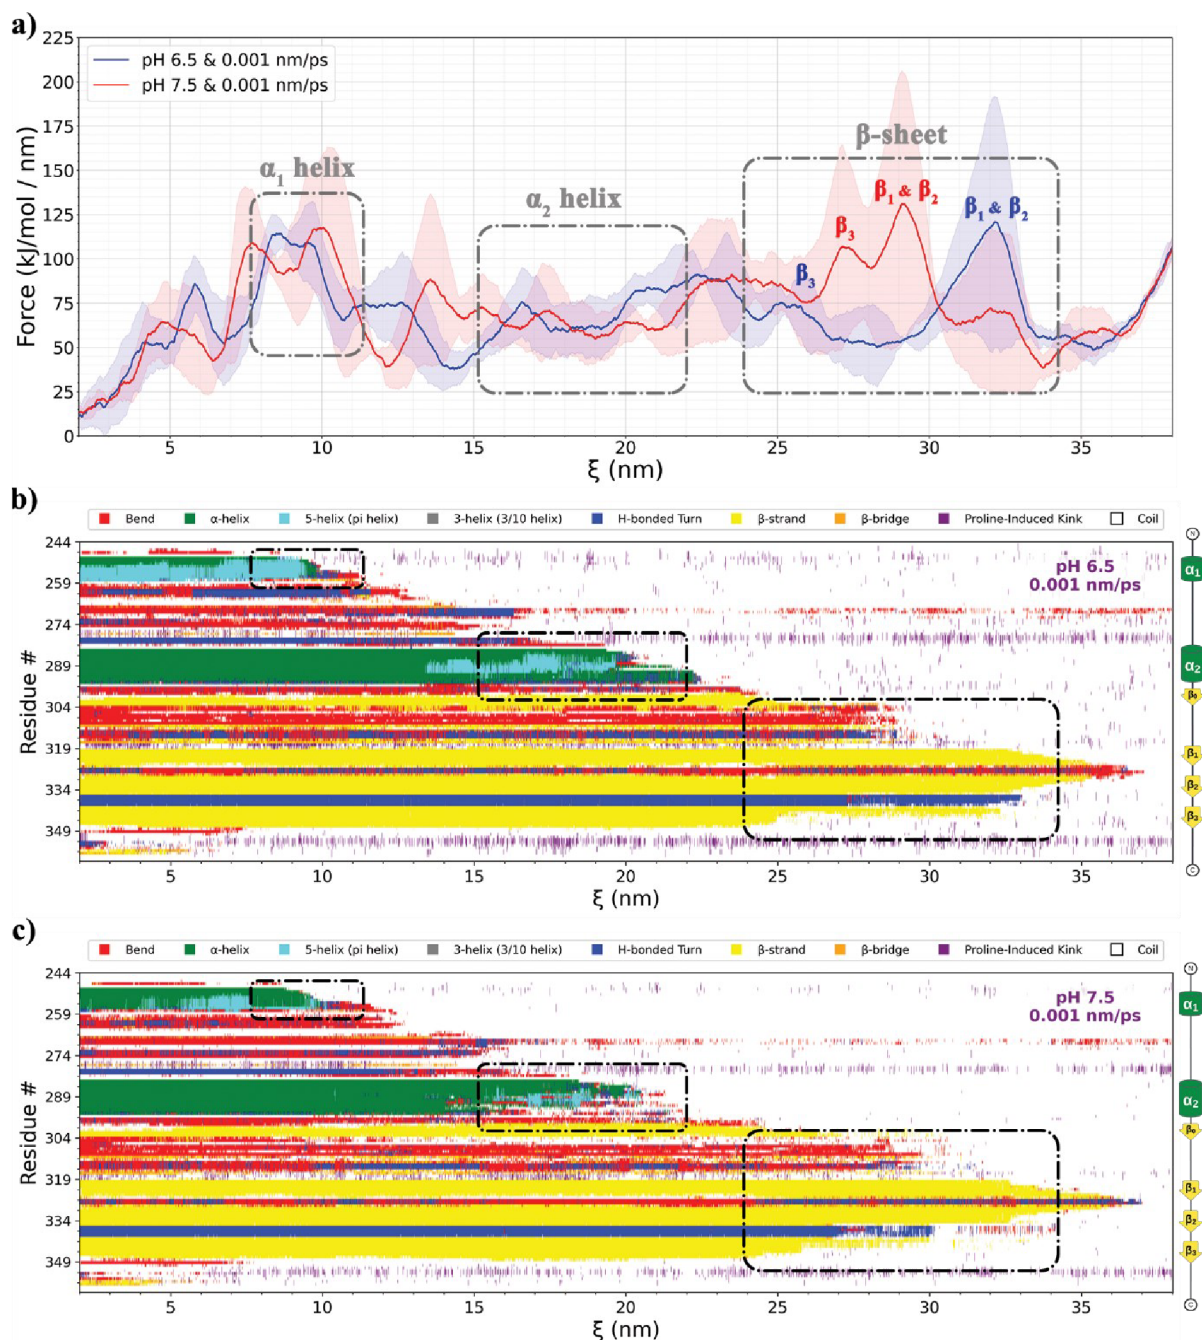 a)
225
200
175
150
125
100
75
50
25
0
Force (kJ/mol / nm)
pH 6.5 & 0.001 nm/ps
pH 7.5 & 0.001 nm/ps
α1 helix
α2 helix
β-sheet
β3
β3
β1 & β2
β1 & β2
5 10 15 20 25 30 35
ξ (nm)
b)
Bend α-helix 5-helix (pi helix) 3-helix (3/10 helix) H-bonded Turn β-strand β-bridge Proline-Induced Kink Coil
244
259
274
289
304
319
334
349
Residue #
pH 6.5
0.001 nm/ps
N
α1
α2
β0
β1
β2
β3
C
5 10 15 20 25 30 35
ξ (nm)
c)
Bend α-helix 5-helix (pi helix) 3-helix (3/10 helix) H-bonded Turn β-strand β-bridge Proline-Induced Kink Coil
244
259
274
289
304
319
334
349
Residue #
pH 7.5
0.001 nm/ps
N
α1
α2
β0
β1
β2
β3
C
5 10 15 20 25 30 35
ξ (nm)